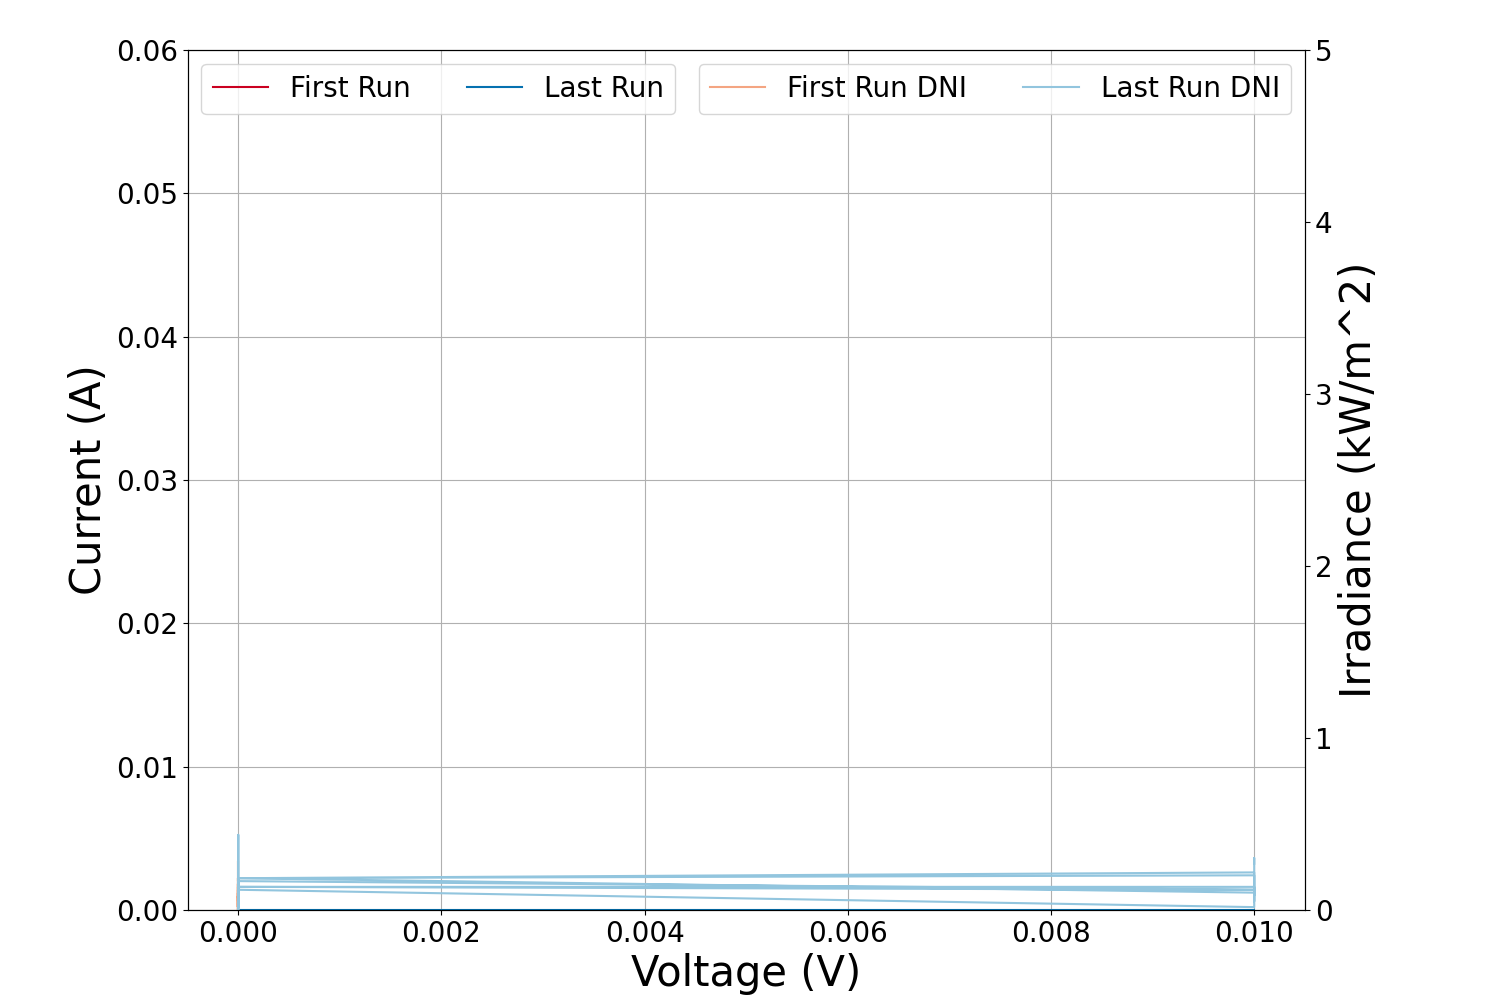 First Run
Last Run
First Run DNI
Last Run DNI
0.06
0.05
0.04
0.03
0.02
0.01
0.00
Current (A)
5
4
3
2
1
0
Irradiance (kW/m^2)
0.000
0.002
0.004
0.006
0.008
0.010
Voltage (V)